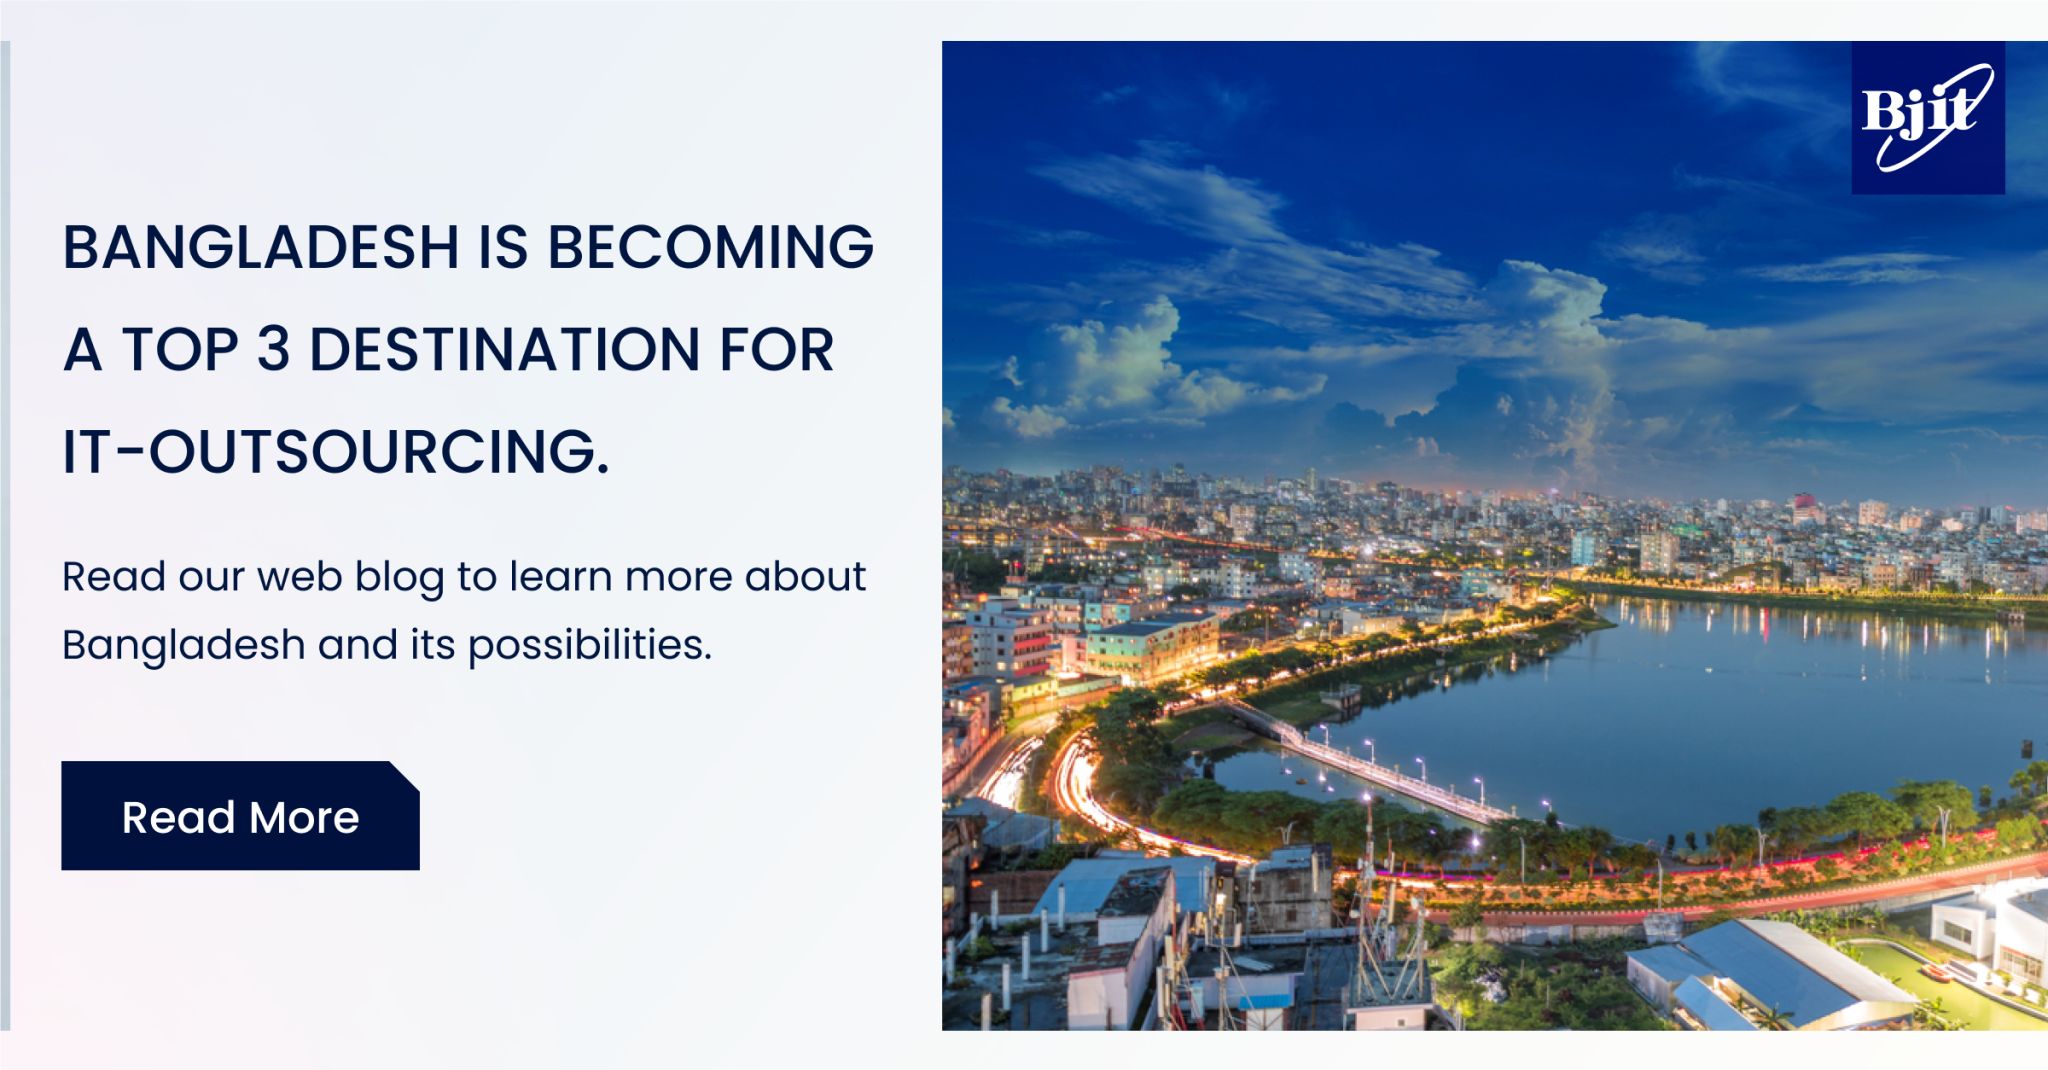 Bjit
BANGLADESH IS BECOMING
A TOP 3 DESTINATION FOR
IT-OUTSOURCING.
Read our web blog to learn more about
Bangladesh and its possibilities.
Read More